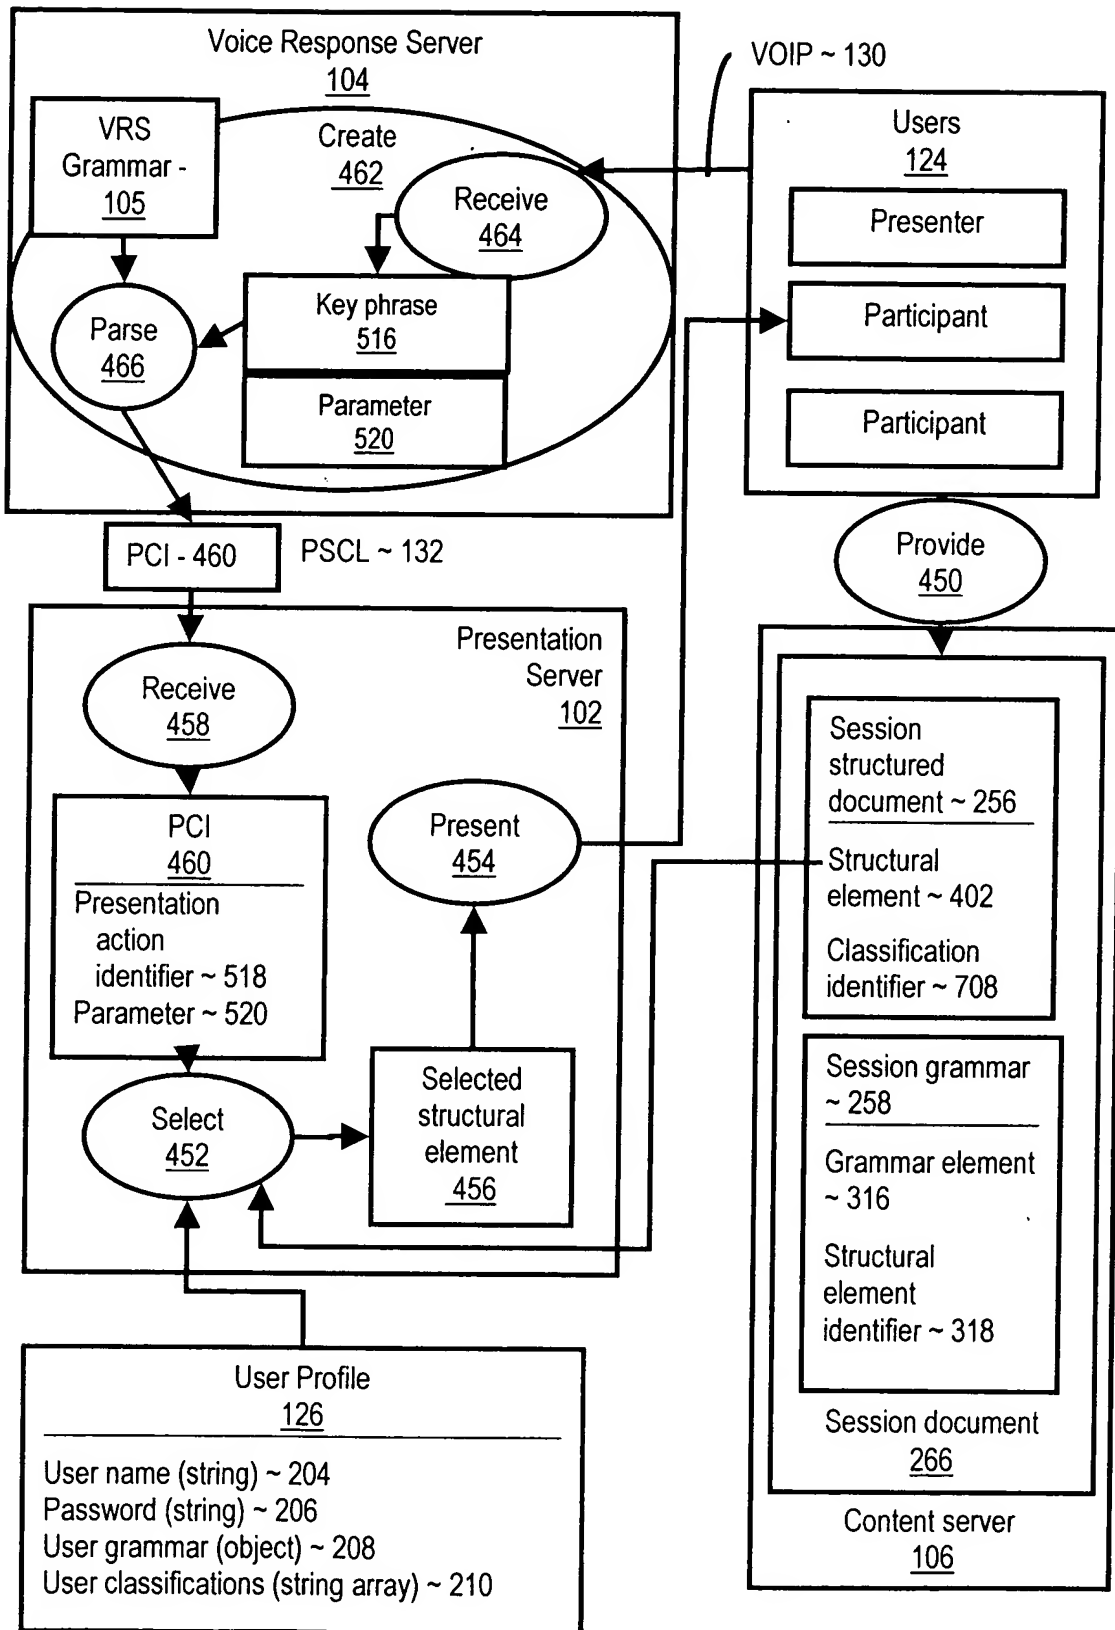 Voice Response Server
104
VRS
Grammar -
105
Create
462
Receive
464
Key phrase
516
Parameter
520
Parse
466
VOIP ~ 130
Users
124
Presenter
Participant
Participant
PCI - 460
PSCL ~ 132
Provide
450
Presentation
Server
102
Receive
458
PCI
460
Presentation
action
identifier ~ 518
Parameter ~ 520
Present
454
Select
452
Selected
structural
element
456
Session
structured
document ~ 256
Structural
element ~ 402
Classification
identifier ~ 708
Session grammar
~ 258
Grammar element
~ 316
Structural
element
identifier ~ 318
Session document
266
Content server
106
User Profile
126
User name (string) ~ 204
Password (string) ~ 206
User grammar (object) ~ 208
User classifications (string array) ~ 210